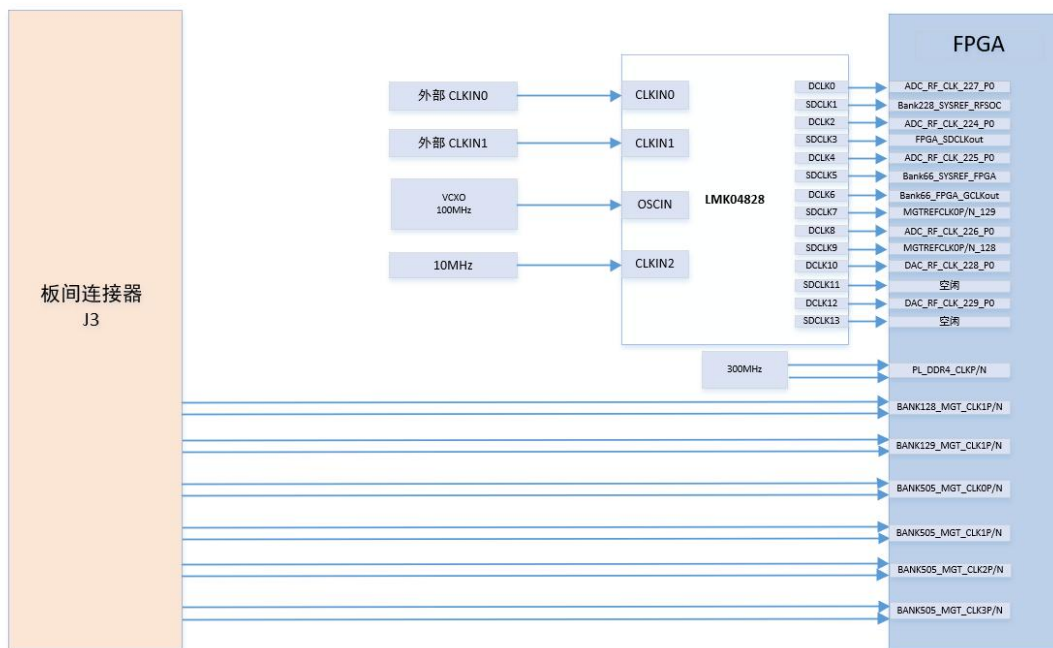 FPGA
外部 CLKIN0
CLKIN0
DCLK0
ADC_RF_CLK_227_P0
SDCLK1
Bank228_SYSREF_RFSOC
DCLK2
ADC_RF_CLK_224_P0
外部 CLKIN1
CLKIN1
SDCLK3
FPGA_SDCLKout
DCLK4
ADC_RF_CLK_225_P0
SDCLK5
Bank66_SYSREF_FPGA
VCXO
100MHz
OSCIN
LMK04828
DCLK6
Bank66_FPGA_GCLKout
SDCLK7
MGTREFCLK0P/N_129
DCLK8
ADC_RF_CLK_226_P0
SDCLK9
MGTREFCLK0P/N_128
10MHz
CLKIN2
DCLK10
DAC_RF_CLK_228_P0
SDCLK11
空闲
DCLK12
DAC_RF_CLK_229_P0
SDCLK13
空闲
板间连接器
J3
300MHz
PL_DDR4_CLKP/N
BANK128_MGT_CLK1P/N
BANK129_MGT_CLK1P/N
BANK505_MGT_CLK0P/N
BANK505_MGT_CLK1P/N
BANK505_MGT_CLK2P/N
BANK505_MGT_CLK3P/N